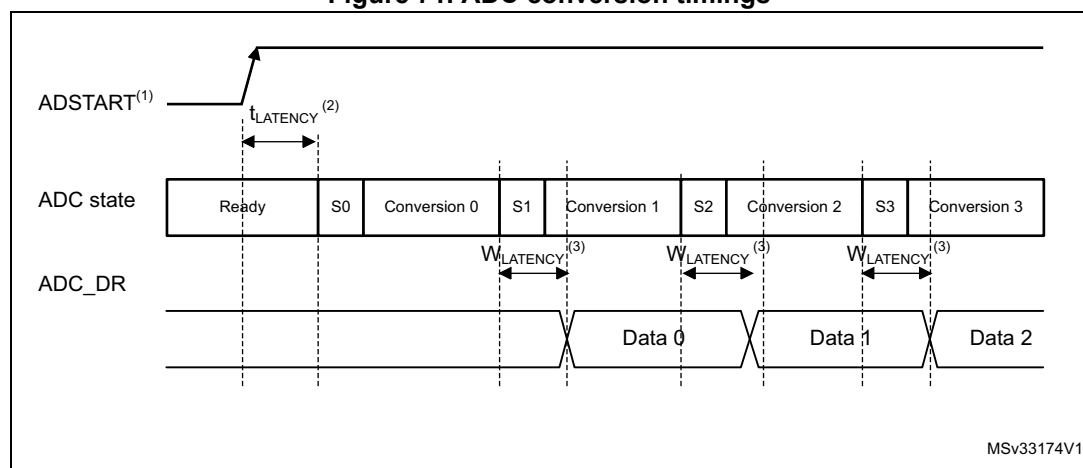 Figure 71. ADC conversion timings
ADSTART(1)
tLATENCY(2)
ADC state
Ready S0 Conversion 0 S1 Conversion 1 S2 Conversion 2 S3 Conversion 3
WLATENCY(3) WLATENCY(3) WLATENCY(3)
ADC_DR
Data 0 Data 1 Data 2
MSv33174V1